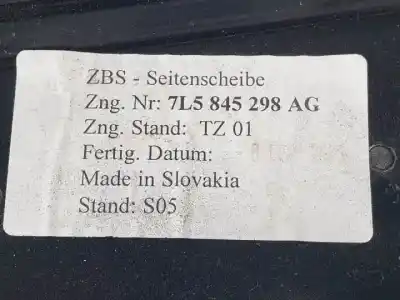 ZBS - Seitenscheibe
Zng. Nr: 7L5 845 298 AG
Zng. Stand: TZ 01
Fertig. Datum:
Made in Slovakia
Stand: S05